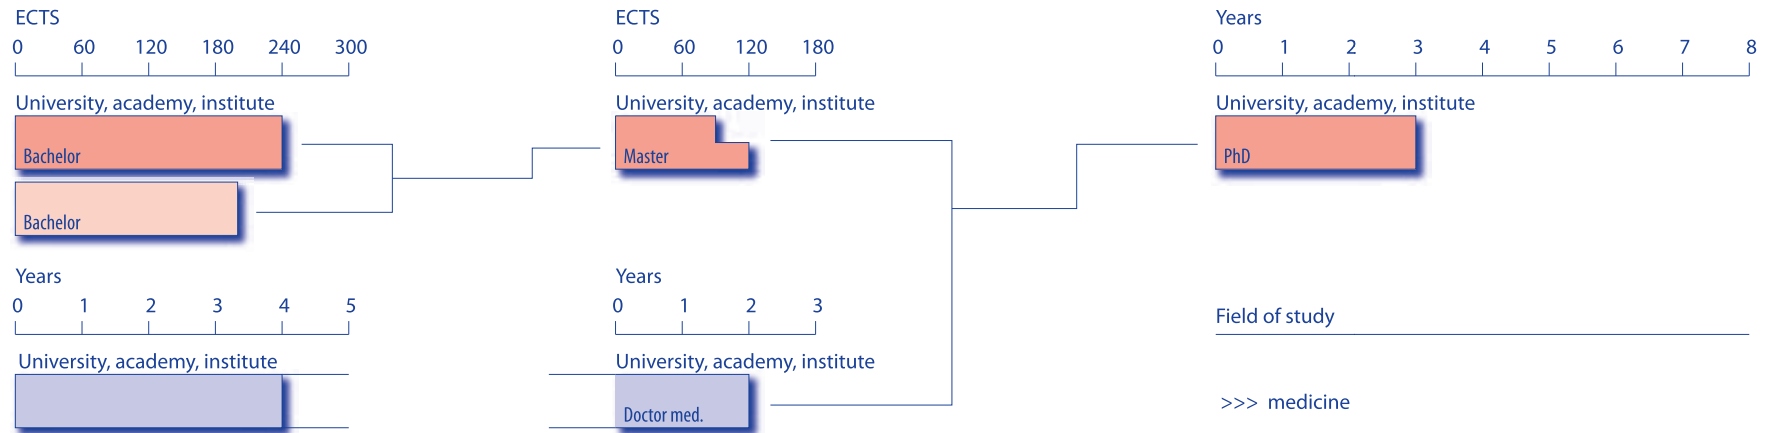 ECTS
0 60 120 180 240 300
University, academy, institute
Bachelor
Bachelor
ECTS
0 60 120 180
University, academy, institute
Master
Years
0 1 2 3 4 5 6 7 8
University, academy, institute
PhD
Years
0 1 2 3 4 5
University, academy, institute
Years
0 1 2 3
University, academy, institute
Doctor med.
Field of study
>>> medicine